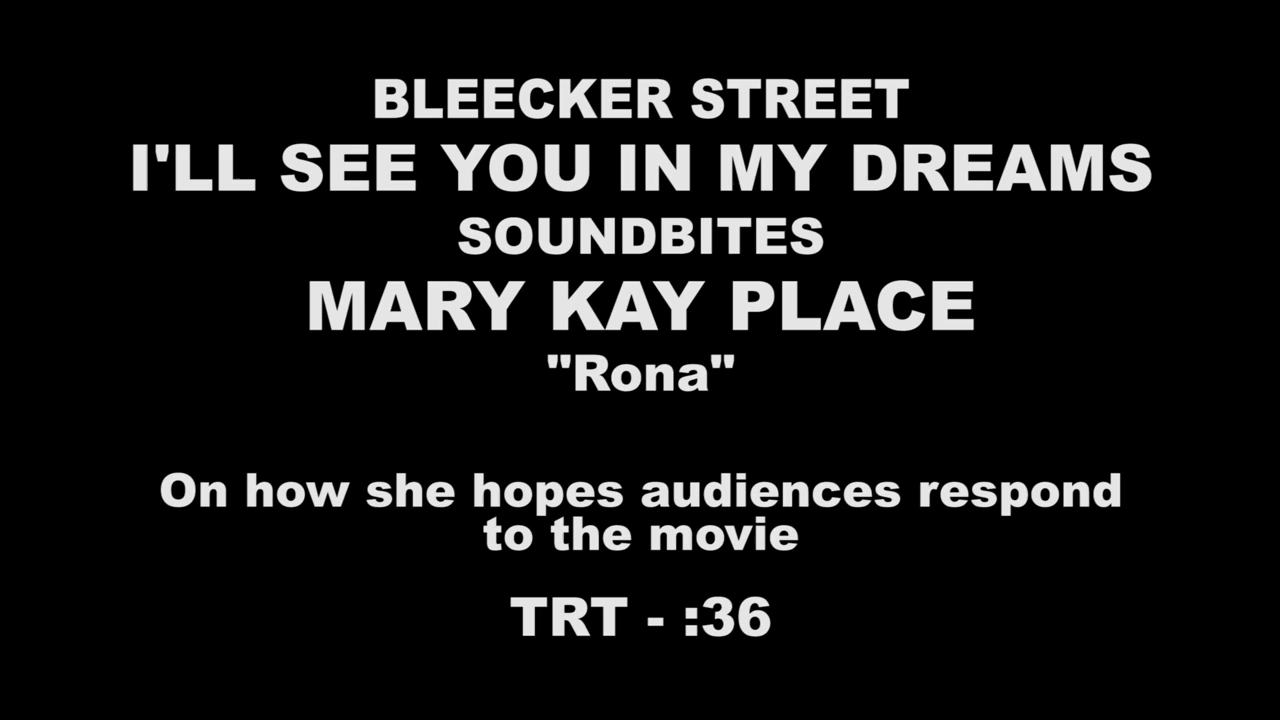 BLEECKER STREET
I'LL SEE YOU IN MY DREAMS
SOUNDBITES
MARY KAY PLACE
"Rona"
On how she hopes audiences respond
to the movie
TRT - :36